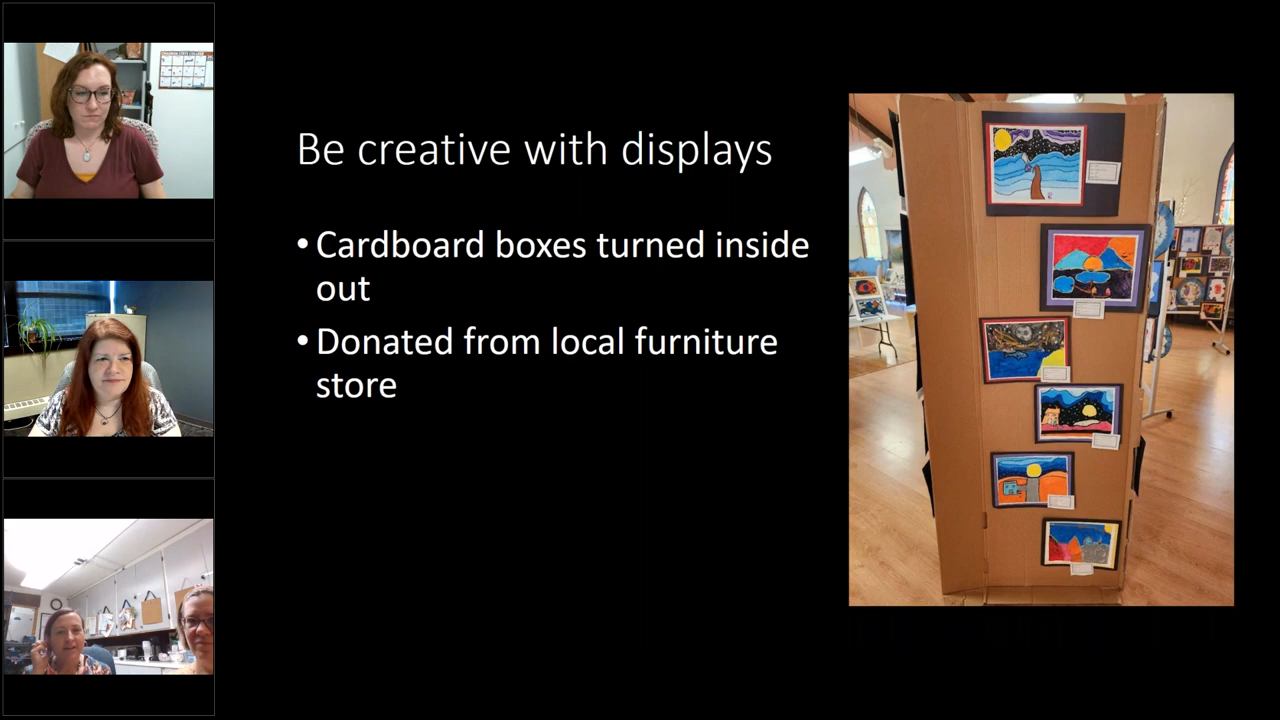 Be creative with displays
• Cardboard boxes turned inside
out
• Donated from local furniture
store